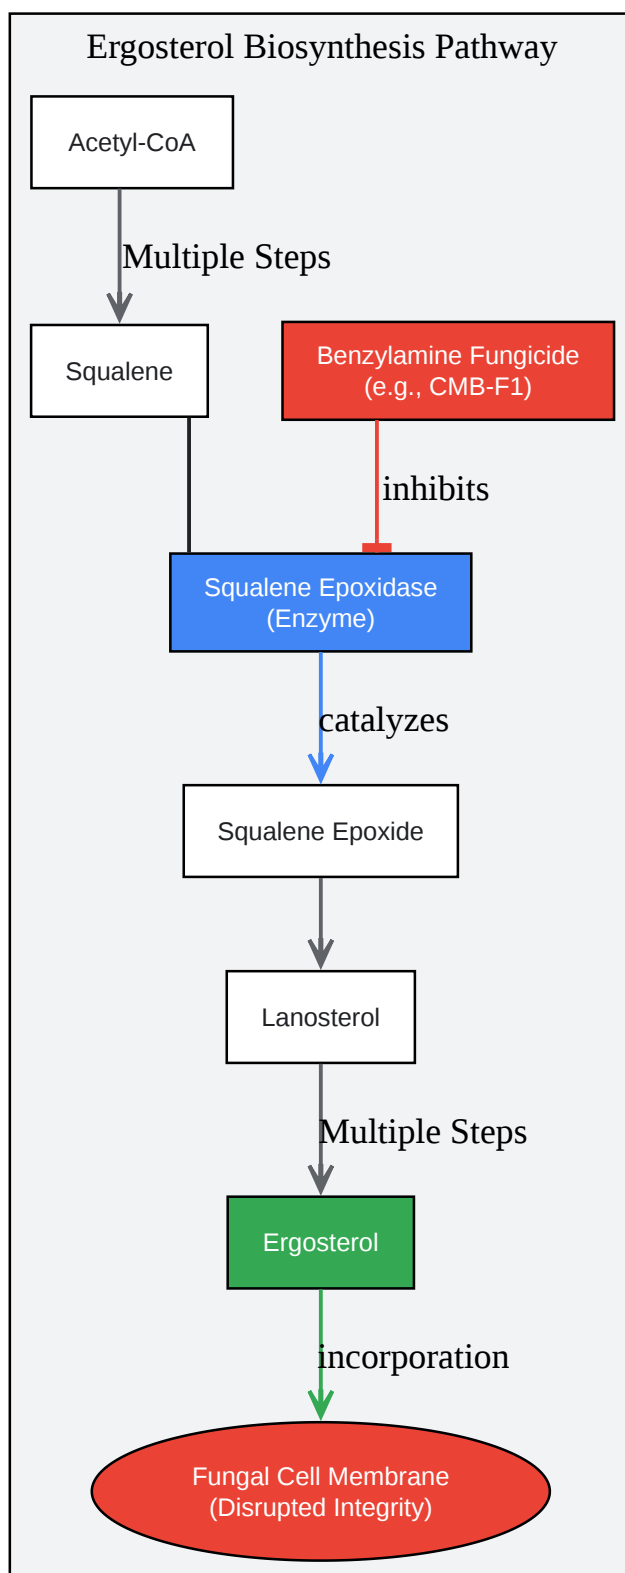 Ergosterol Biosynthesis Pathway
Acetyl-CoA
Multiple Steps
Squalene
Benzylamine Fungicide
(e.g., CMB-F1)
inhibits
Squalene Epoxidase
(Enzyme)
catalyzes
Squalene Epoxide
Lanosterol
Multiple Steps
Ergosterol
incorporation
Fungal Cell Membrane
(Disrupted Integrity)